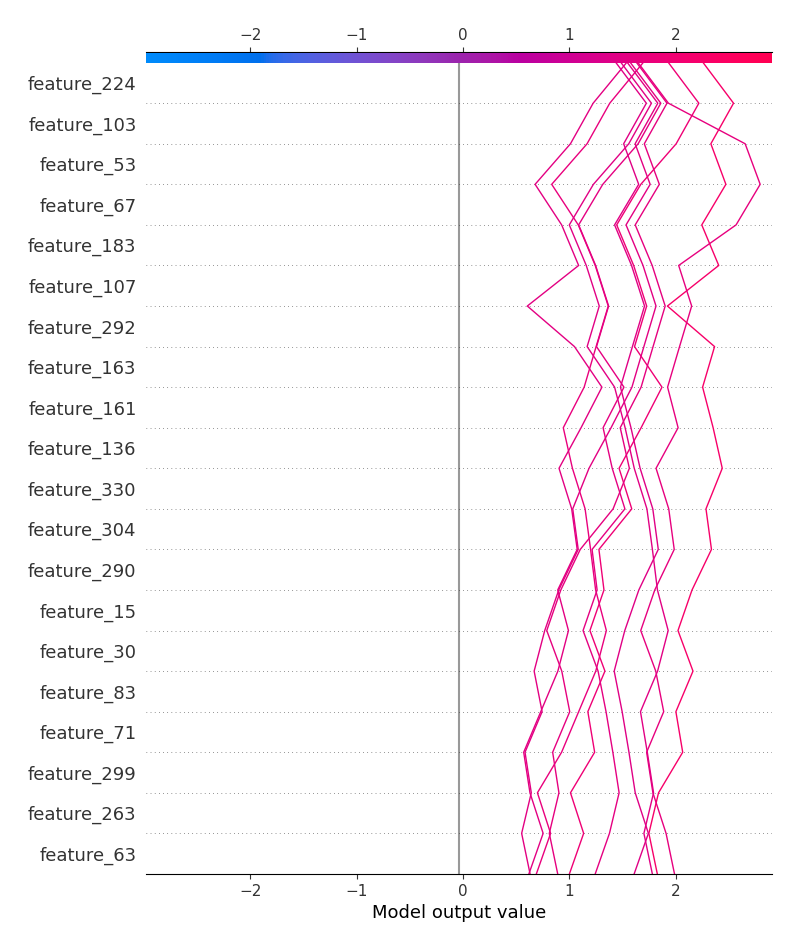 −2 −1 0 1 2
feature_224
feature_103
feature_53
feature_67
feature_183
feature_107
feature_292
feature_163
feature_161
feature_136
feature_330
feature_304
feature_290
feature_15
feature_30
feature_83
feature_71
feature_299
feature_263
feature_63
−2 −1 0 1 2
Model output value